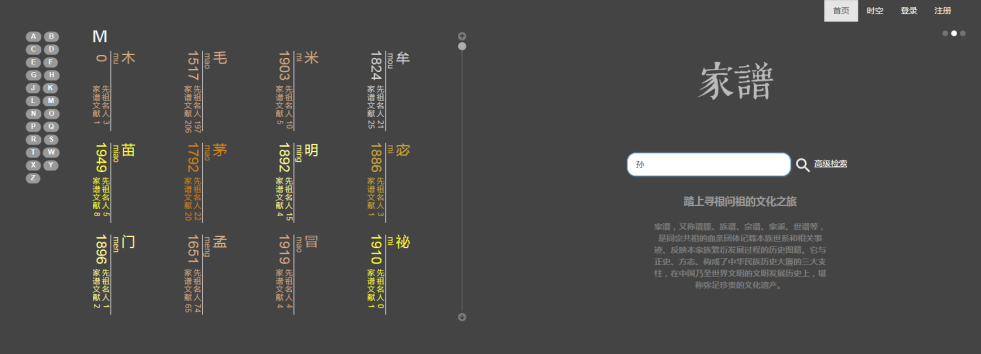 首页 时空 登录 注册
A B
C D
E F
G H
J K
L M
N O
P Q
R S
T W
X Y
Z
M
木 mu 0 先祖名人 3 家谱文献 1
毛 mao 1517 先祖名人 197 家谱文献 206
米 mi 1903 先祖名人 10 家谱文献 5
牟 mou 1824 先祖名人 21 家谱文献 25
苗 miao 1949 先祖名人 5 家谱文献 8
茅 mao 1792 先祖名人 22 家谱文献 20
明 ming 1892 先祖名人 15 家谱文献 4
宓 mi 1886 先祖名人 3 家谱文献 1
门 men 1896 先祖名人 1 家谱文献 2
孟 meng 1651 先祖名人 74 家谱文献 65
冒 mao 1919 先祖名人 4 家谱文献 4
祕 mi 1910 先祖名人 0 家谱文献 1
家譜
孙
高级检索
踏上寻根问祖的文化之旅
家谱，又称谱牒、族谱、宗谱、家乘、世谱等，
是同宗共祖的血亲团体记载本族世系和相关事
迹、反映本家族繁衍发展过程的历史图籍。它与
正史、方志、构成了中华民族历史大厦的三大支
柱，在中国乃至世界文明的文明发展历史上，堪
称弥足珍贵的文化遗产。